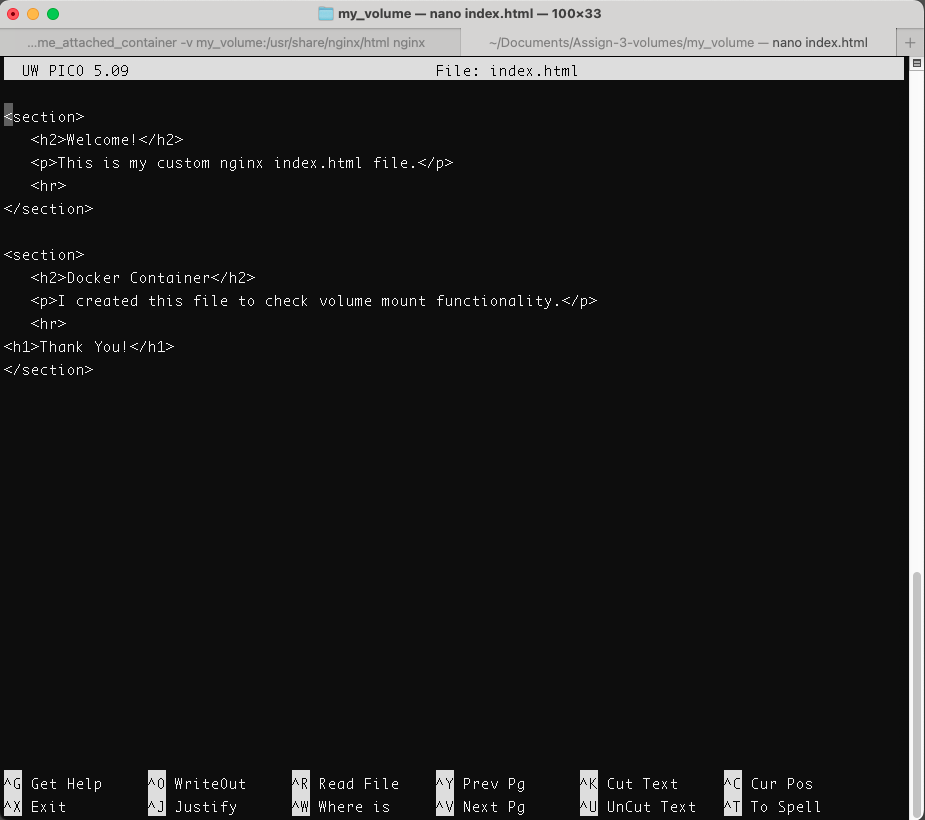 my_volume — nano index.html — 100×33
...me_attached_container -v my_volume:/usr/share/nginx/html nginx
~/Documents/Assign-3-volumes/my_volume — nano index.html
+
UW PICO 5.09 File: index.html
<section>
   <h2>Welcome!</h2>
   <p>This is my custom nginx index.html file.</p>
   <hr>
</section>
<section>
   <h2>Docker Container</h2>
   <p>I created this file to check volume mount functionality.</p>
   <hr>
<h1>Thank You!</h1>
</section>
^G Get Help ^O WriteOut ^R Read File ^Y Prev Pg ^K Cut Text ^C Cur Pos
^X Exit ^J Justify ^W Where is ^V Next Pg ^U UnCut Text ^T To Spell